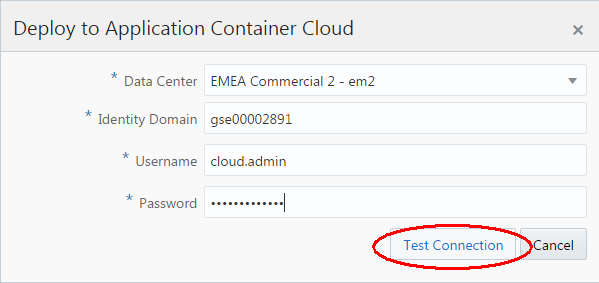 Deploy to Application Container Cloud ×
* Data Center EMEA Commercial 2 - em2
* Identity Domain gse00002891
* Username cloud.admin
* Password •••••••••••••
Test Connection Cancel